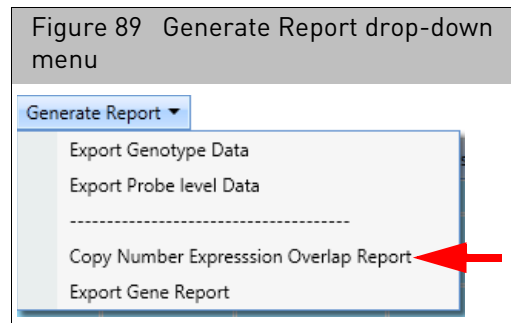 Figure 89 Generate Report drop-down
menu
Generate Report
Export Genotype Data
Export Probe level Data
-------------------------------------
Copy Number Expresssion Overlap Report
Export Gene Report